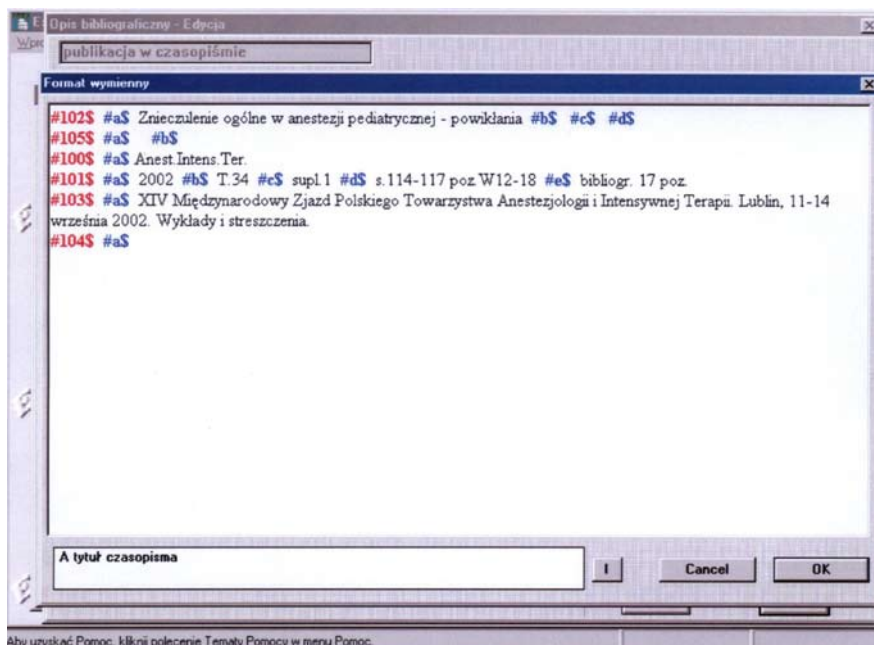 Opis bibliograficzny - Edycja
publikacja w czasopiśmie
Format wymienny
#102$ #a$ Znieczulenie ogólne w anestezji pediatrycznej - powikłania #b$ #c$ #d$
#105$ #a$ #b$
#100$ #a$ Anest.Intens.Ter.
#101$ #a$ 2002 #b$ T.34 #c$ supl.1 #d$ s.114-117 poz.W12-18 #e$ bibliogr. 17 poz.
#103$ #a$ XIV Międzynarodowy Zjazd Polskiego Towarzystwa Anestezjologii i Intensywnej Terapii. Lublin, 11-14
września 2002. Wykłady i streszczenia.
#104$ #a$
A tytuł czasopisma
I Cancel OK
Aby uzyskać Pomoc, kliknij polecenie Tematy Pomocy w menu Pomoc.